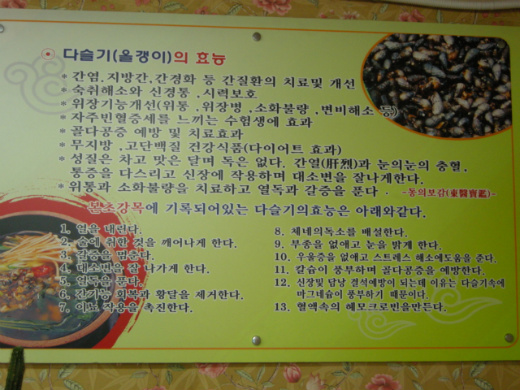 다슬기(올갱이)의 효능
* 간염.지방간,간경화 등 간질환의 치료및 개선
* 숙취해소와 신경통 .시력보호
* 위장기능개선(위통 .위장병 ,소화불량 ,변비해소 등)
* 자주빈혈증세를 느끼는 수험생에 효과
* 골다공증 예방 및 치료효과
* 무지방 .고단백질 건강식품(다이어트 효과)
* 성질은 차고 맛은 달며 독은 없다. 간열(肝烈)과 눈의눈의 충혈,
통증을 다스리고 신장에 작용하며 대소변을 잘나게한다.
* 위통과 소화불량을 치료하고 열독과 갈증을 푼다 · -동의보감(東醫寶鑑)-
본초강목에 기록되어있는 다슬기의효능은 아래와같다.
1. 열을 내린다.
2. 술에 취한 것을 깨어나게 한다.
3. 갈증을 멈춘다.
4. 대소변을 잘 나가게 한다.
5. 열독을 푼다.
6. 간기능 회복과 황달을 제거한다.
7. 이뇨 작용을 촉진한다.
8. 체네의독소를 배설한다.
9. 부종을 없애고 눈을 밝게 한다.
10. 우울증을 없애고 스트레스 해소에도움을 준다.
11. 칼슘이 풍부하며 골다공증을 예방한다.
12. 신장및 담낭 결석예방이 되는데 이유는 다슬기속에
마그네슘이 풍부하기 때문이다.
13. 혈액속의 해모크로빈을만든다.